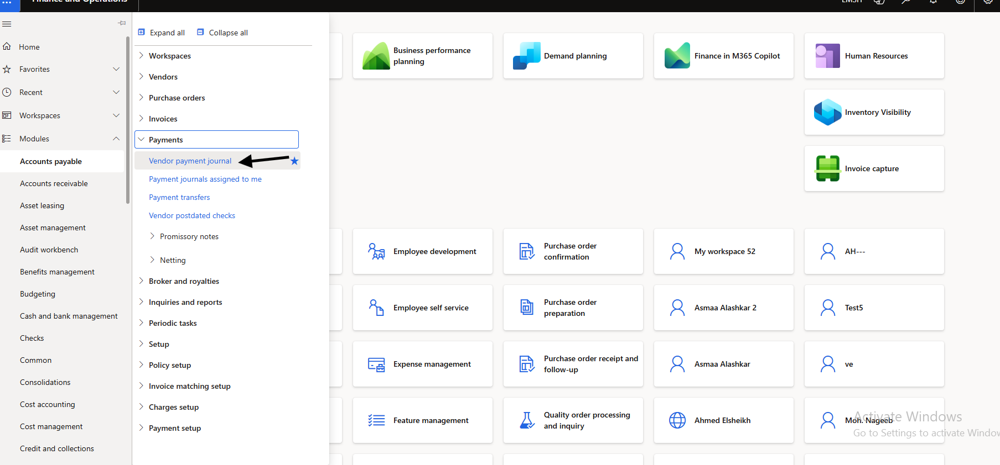 Finance and Operations
EMSH
Home
Favorites
Recent
Workspaces
Modules
Accounts payable
Accounts receivable
Asset leasing
Asset management
Audit workbench
Benefits management
Budgeting
Cash and bank management
Checks
Common
Consolidations
Cost accounting
Cost management
Credit and collections
Expand all
Collapse all
Workspaces
Vendors
Purchase orders
Invoices
Payments
Vendor payment journal
Payment journals assigned to me
Payment transfers
Vendor postdated checks
Promissory notes
Netting
Broker and royalties
Inquiries and reports
Periodic tasks
Setup
Policy setup
Invoice matching setup
Charges setup
Payment setup
Business performance
planning
Demand planning
Finance in M365 Copilot
Human Resources
Inventory Visibility
Invoice capture
Employee development
Purchase order
confirmation
My workspace 52
AH---
Employee self service
Purchase order
preparation
Asmaa Alashkar 2
Test5
Expense management
Purchase order receipt and
follow-up
Asmaa Alashkar
ve
Feature management
Quality order processing
and inquiry
Ahmed Elsheikh
Moh. Nageeb
Activate Windows
Go to Settings to activate Window